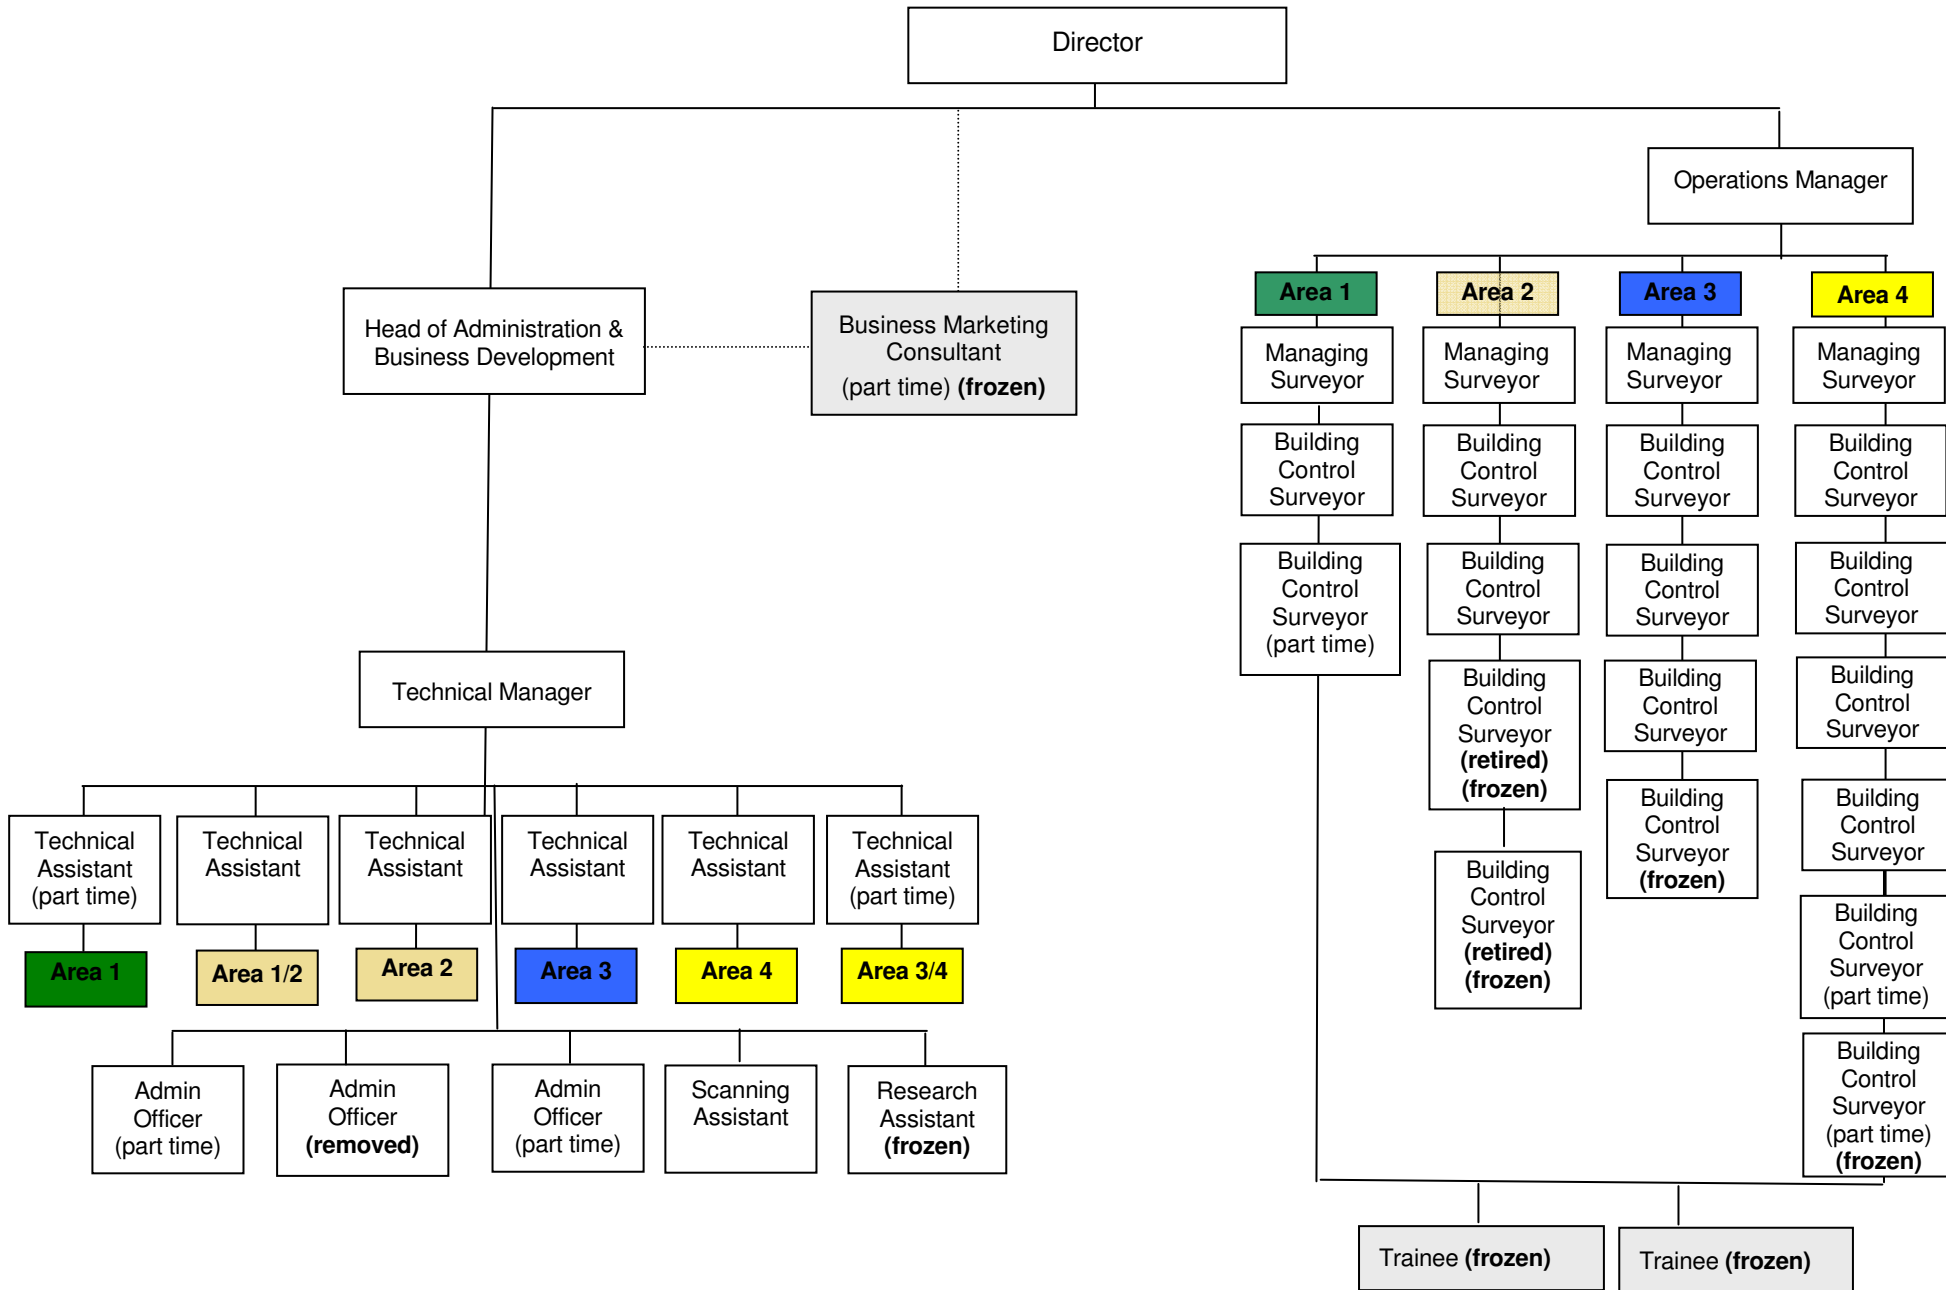 Director
Operations Manager
Head of Administration &
Business Development
Business Marketing
Consultant
(part time) (frozen)
Area 1
Managing
Surveyor
Building
Control
Surveyor
Building
Control
Surveyor
(part time)
Area 2
Managing
Surveyor
Building
Control
Surveyor
Building
Control
Surveyor
Building
Control
Surveyor
(retired)
(frozen)
Building
Control
Surveyor
(retired)
(frozen)
Area 3
Managing
Surveyor
Building
Control
Surveyor
Building
Control
Surveyor
Building
Control
Surveyor
Building
Control
Surveyor
(frozen)
Area 4
Managing
Surveyor
Building
Control
Surveyor
Building
Control
Surveyor
Building
Control
Surveyor
Building
Control
Surveyor
Building
Control
Surveyor
(part time)
Building
Control
Surveyor
(part time)
(frozen)
Technical Manager
Technical
Assistant
(part time)
Area 1
Technical
Assistant
Area 1/2
Technical
Assistant
Area 2
Technical
Assistant
Area 3
Technical
Assistant
Area 4
Technical
Assistant
(part time)
Area 3/4
Admin
Officer
(part time)
Admin
Officer
(removed)
Admin
Officer
(part time)
Scanning
Assistant
Research
Assistant
(frozen)
Trainee (frozen)
Trainee (frozen)